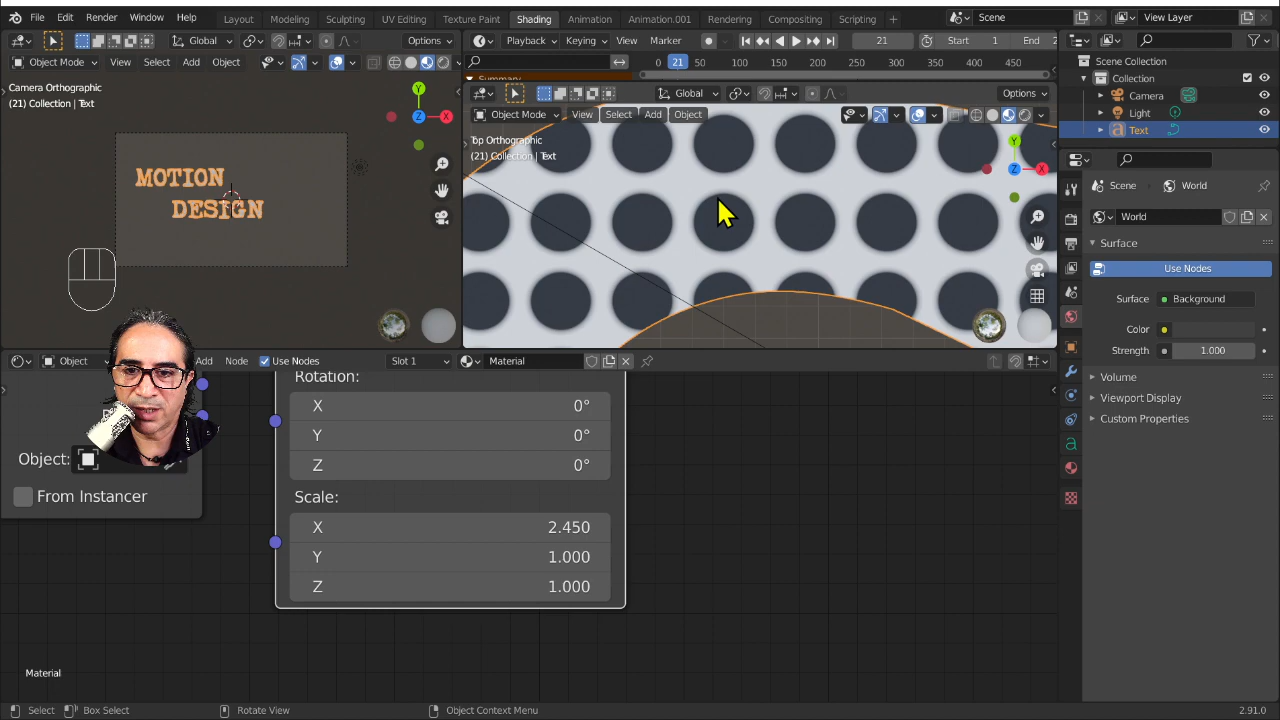 File Edit Render Window Help Layout Modeling Sculpting UV Editing Texture Paint Shading Animation Animation.001 Rendering Compositing Scripting Scene View Layer
Global Options
Playback Keying View Marker 21 Start 1 End 2
Object Mode View Select Add Object
0 21 50 100 150 200 250 300 350 400 450
Summary
Scene Collection
Collection
Camera
Light
Text
Camera Orthographic
(21) Collection | Text
MOTION
DESIGN
Y
Z
X
Global Options
Object Mode View Select Add Object
Top Orthographic
(21) Collection | Text
Y
Z
X
Scene World
World
Surface
Use Nodes
Surface Background
Color
Strength 1.000
Volume
Viewport Display
Custom Properties
Object Add Node Use Nodes Slot 1 Material
Object:
From Instancer
Rotation:
X 0°
Y 0°
Z 0°
Scale:
X 2.450
Y 1.000
Z 1.000
Material
Select Box Select Rotate View Object Context Menu 2.91.0